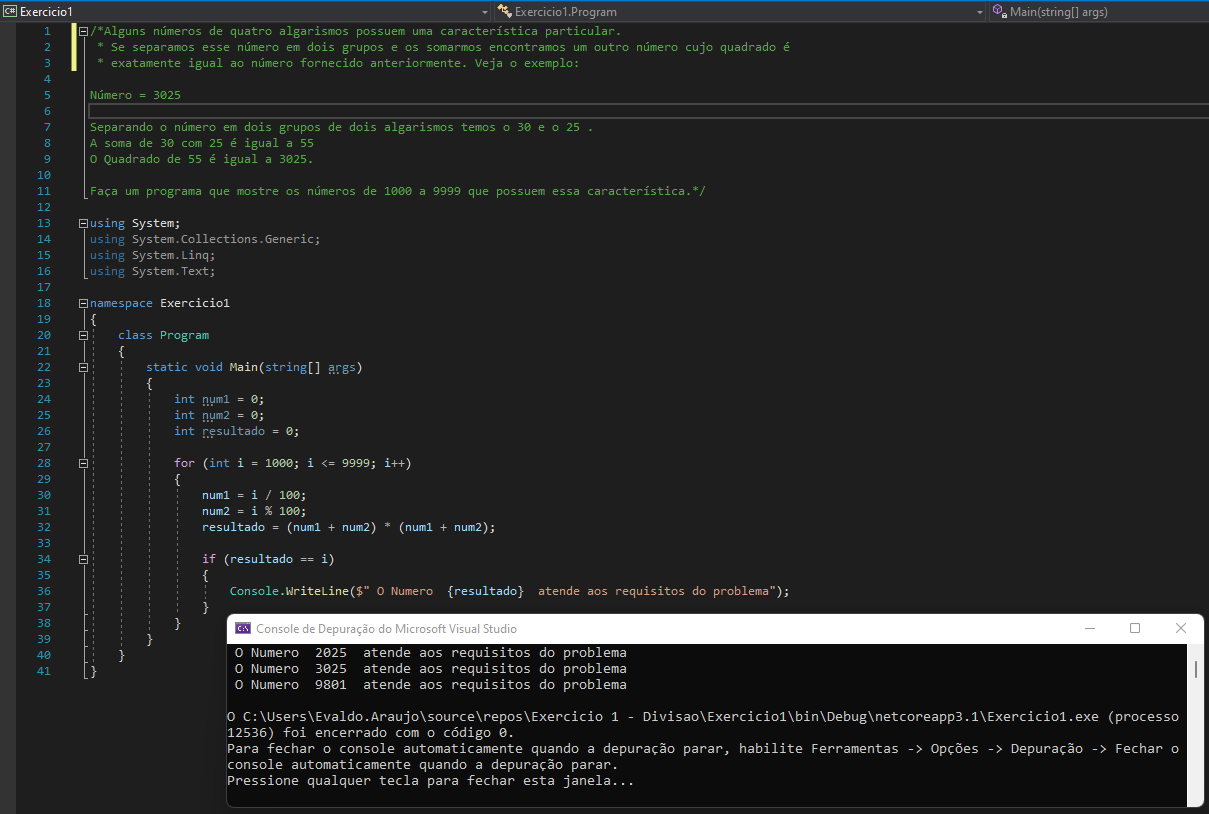 C# Exercicio1 Exercicio1.Program Main(string[] args)
1 /*Alguns números de quatro algarismos possuem uma característica particular.
2 * Se separamos esse número em dois grupos e os somarmos encontramos um outro número cujo quadrado é
3 * exatamente igual ao número fornecido anteriormente. Veja o exemplo:
4
5 Número = 3025
6
7 Separando o número em dois grupos de dois algarismos temos o 30 e o 25 .
8 A soma de 30 com 25 é igual a 55
9 O Quadrado de 55 é igual a 3025.
10
11 Faça um programa que mostre os números de 1000 a 9999 que possuem essa característica.*/
12
13 using System;
14 using System.Collections.Generic;
15 using System.Linq;
16 using System.Text;
17
18 namespace Exercicio1
19 {
20 class Program
21 {
22 static void Main(string[] args)
23 {
24 int num1 = 0;
25 int num2 = 0;
26 int resultado = 0;
27
28 for (int i = 1000; i <= 9999; i++)
29 {
30 num1 = i / 100;
31 num2 = i % 100;
32 resultado = (num1 + num2) * (num1 + num2);
33
34 if (resultado == i)
35 {
36 Console.WriteLine($" O Numero  {resultado}  atende aos requisitos do problema");
37 }
38 }
39 }
40 }
41 }
Console de Depuração do Microsoft Visual Studio
O Numero  2025  atende aos requisitos do problema
O Numero  3025  atende aos requisitos do problema
O Numero  9801  atende aos requisitos do problema
O C:\Users\Evaldo.Araujo\source\repos\Exercicio 1 - Divisao\Exercicio1\bin\Debug\netcoreapp3.1\Exercicio1.exe (processo
12536) foi encerrado com o código 0.
Para fechar o console automaticamente quando a depuração parar, habilite Ferramentas -> Opções -> Depuração -> Fechar o
console automaticamente quando a depuração parar.
Pressione qualquer tecla para fechar esta janela...